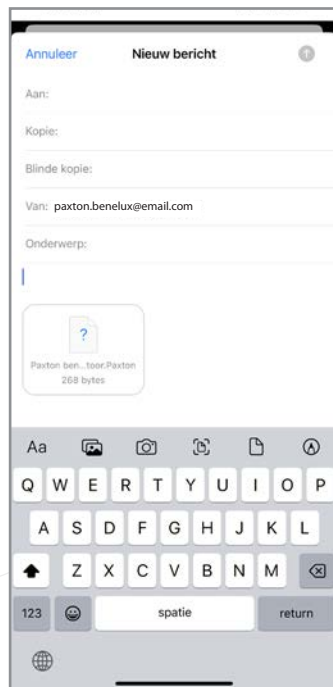 Annuleer Nieuw bericht
Aan:
Kopie:
Blinde kopie:
Van: paxton.benelux@email.com
Onderwerp:
?
Paxton ben...toor.Paxton
268 bytes
Aa
Q W E R T Y U I O P
A S D F G H J K L
Z X C V B N M
123 spatie return